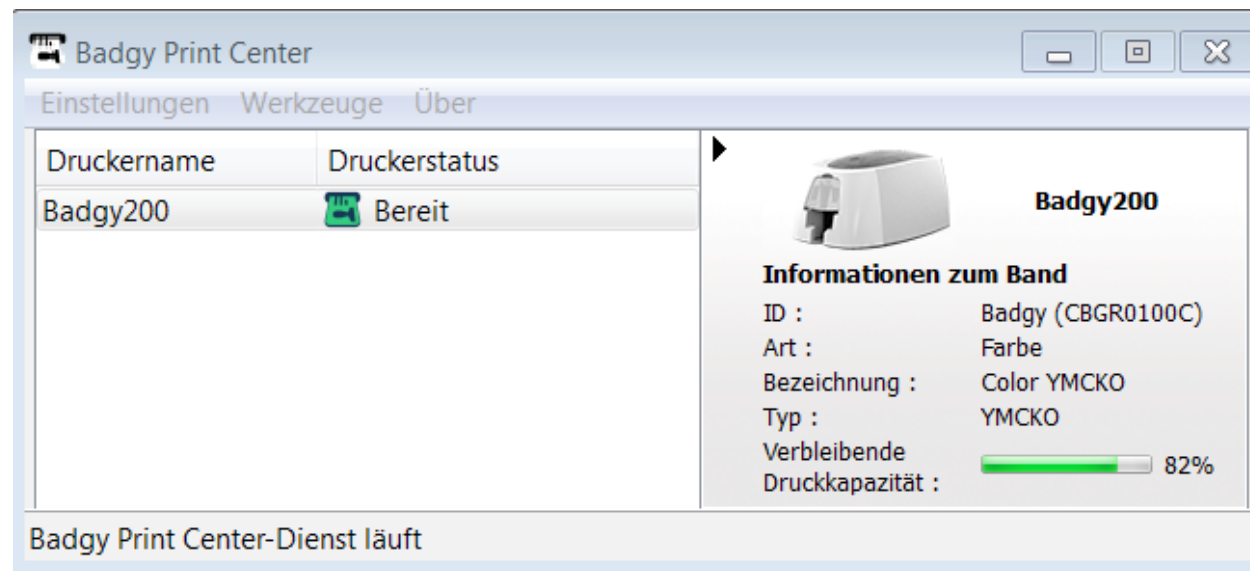 Badgy Print Center
Einstellungen Werkzeuge Über
Druckername Druckerstatus
Badgy200 Bereit
Badgy200
Informationen zum Band
ID : Badgy (CBGR0100C)
Art : Farbe
Bezeichnung : Color YMCKO
Typ : YMCKO
Verbleibende
Druckkapazität : 82%
Badgy Print Center-Dienst läuft